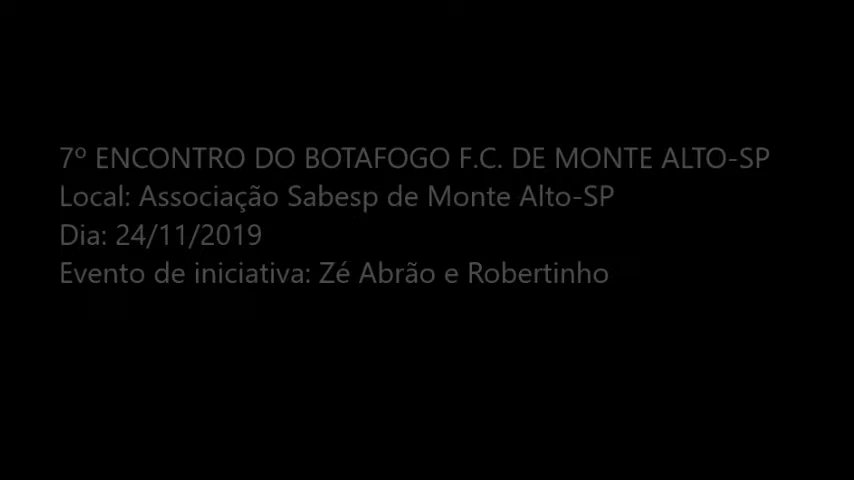 7º ENCONTRO DO BOTAFOGO F.C. DE MONTE ALTO-SP
Local: Associação Sabesp de Monte Alto-SP
Dia: 24/11/2019
Evento de iniciativa: Zé Abrão e Robertinho